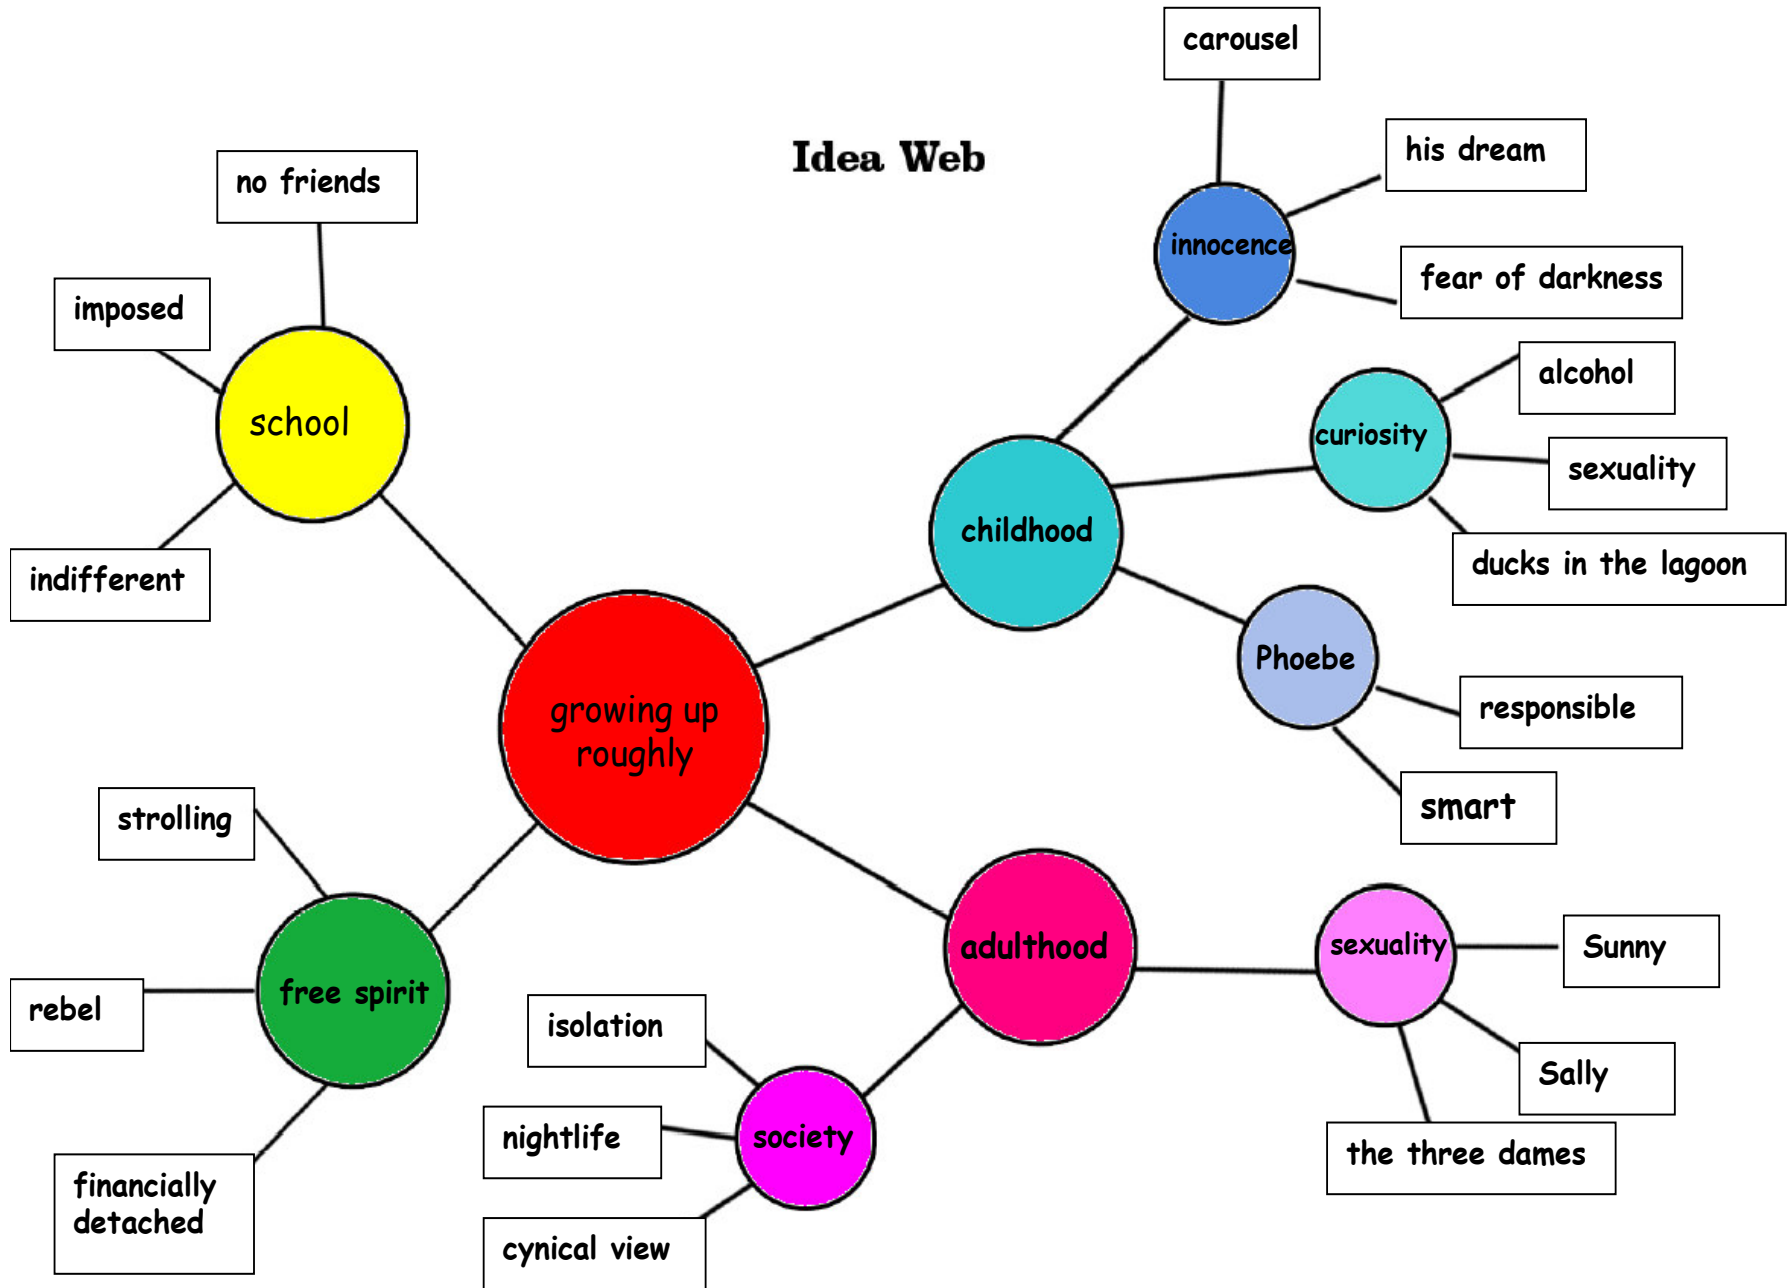 carousel
Idea Web
his dream
no friends
innocence
fear of darkness
imposed
alcohol
school
curiosity
sexuality
childhood
ducks in the lagoon
indifferent
Phoebe
responsible
growing up
roughly
smart
strolling
adulthood
sexuality
Sunny
free spirit
rebel
isolation
Sally
nightlife
society
the three dames
financially
detached
cynical view